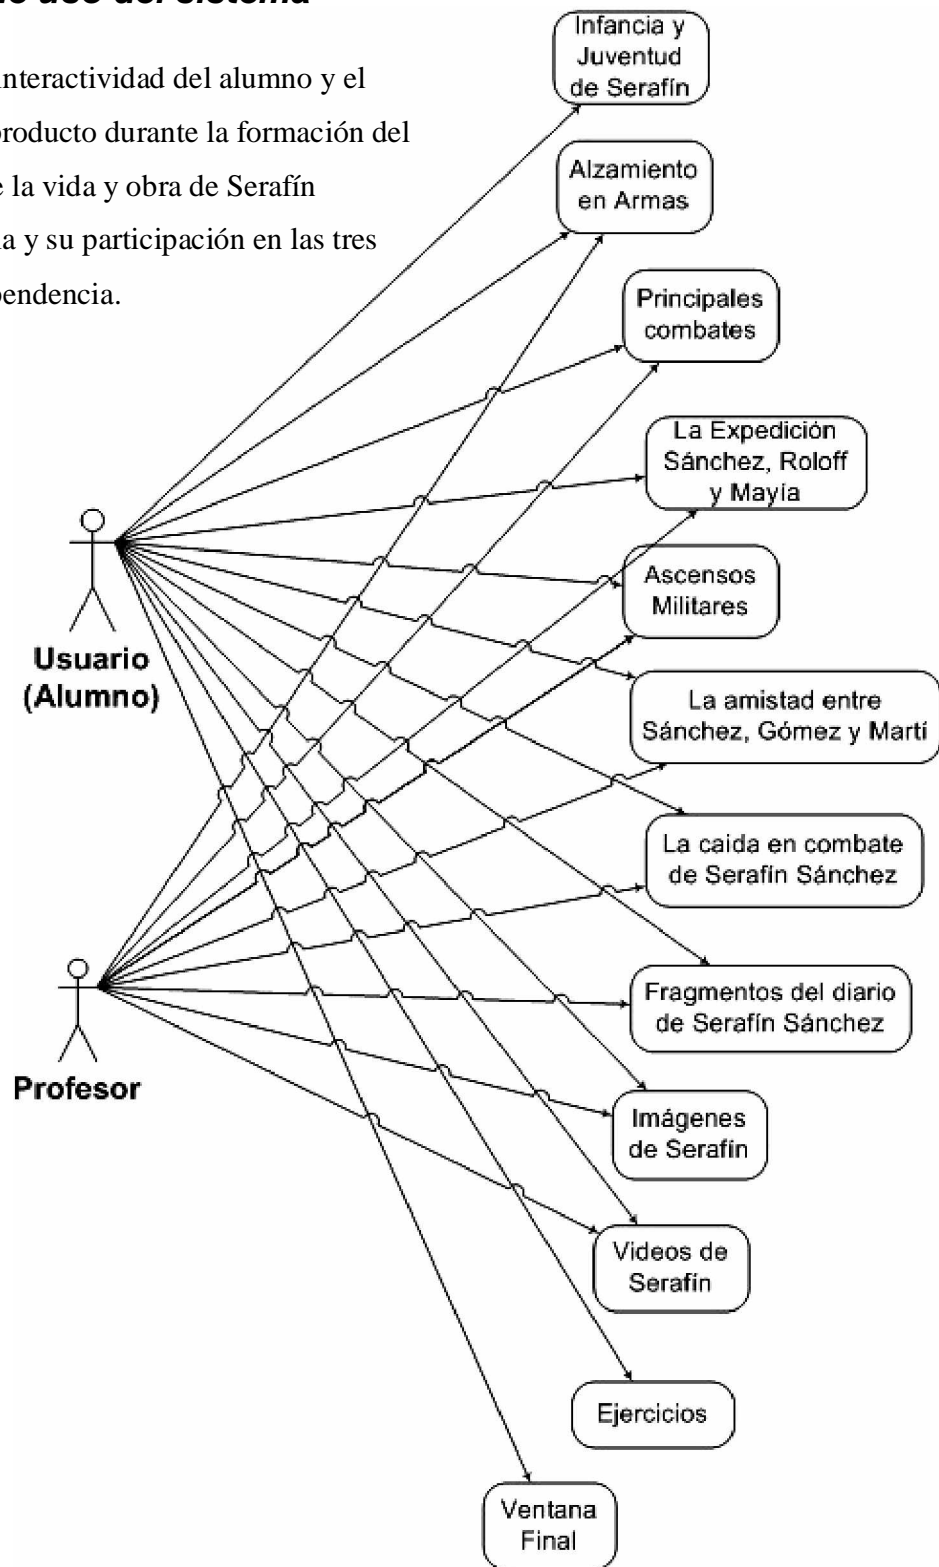 uso del sistema
interactividad del alumno y el
producto durante la formación del
la vida y obra de Serafín
y su participación en las tres
Infancia y
Juventud
de Serafín
Alzamiento
en Armas
Principales
combates
La Expedición
Sánchez, Roloff
y Mayía
Usuario
(Alumno)
Ascensos
Militares
La amistad entre
Sánchez, Gómez y Martí
La caida en combate
de Serafín Sánchez
Profesor
Fragmentos del diario
de Serafín Sánchez
Imágenes
de Serafín
Videos de
Serafín
Ejercicios
Ventana
Final